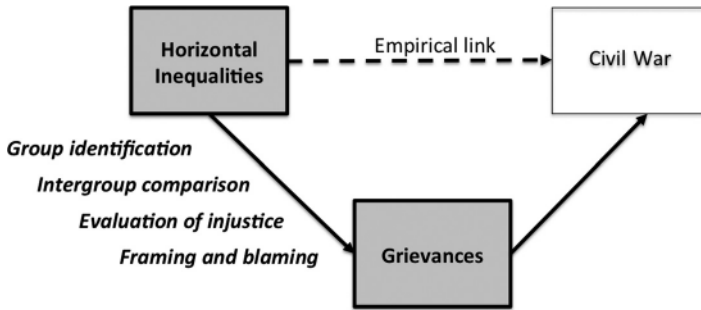 Horizontal
Inequalities
Empirical link
Civil War
Group identification
Intergroup comparison
Evaluation of injustice
Framing and blaming
Grievances